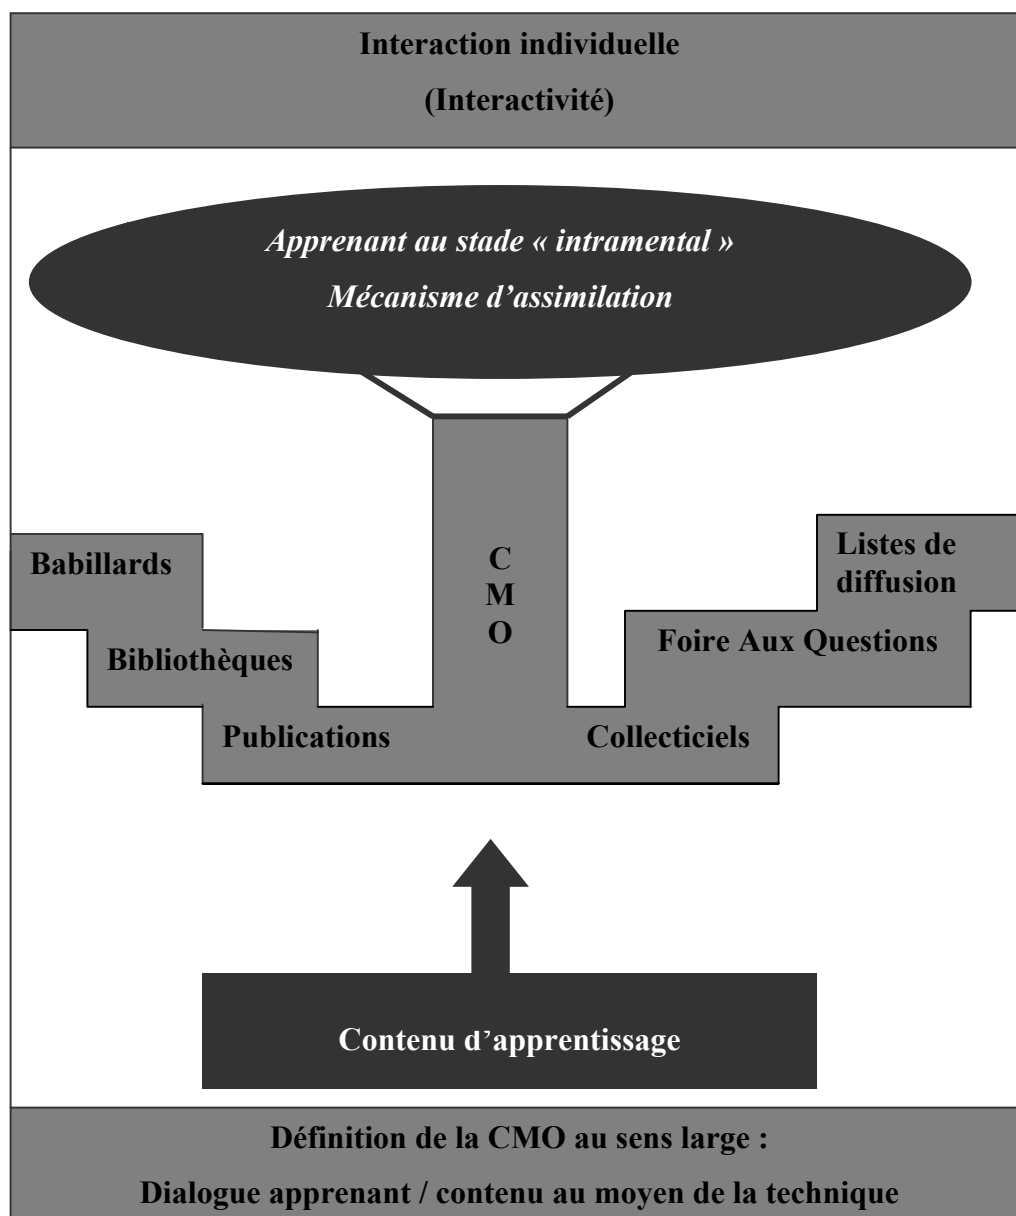 Interaction individuelle
(Interactivité)
Apprenant au stade « intramental »
Mécanisme d’assimilation
C
M
O
Babillards
Listes de
diffusion
Bibliothèques
Foire Aux Questions
Publications
Collecticiels
Contenu d’apprentissage
Définition de la CMO au sens large :
Dialogue apprenant / contenu au moyen de la technique